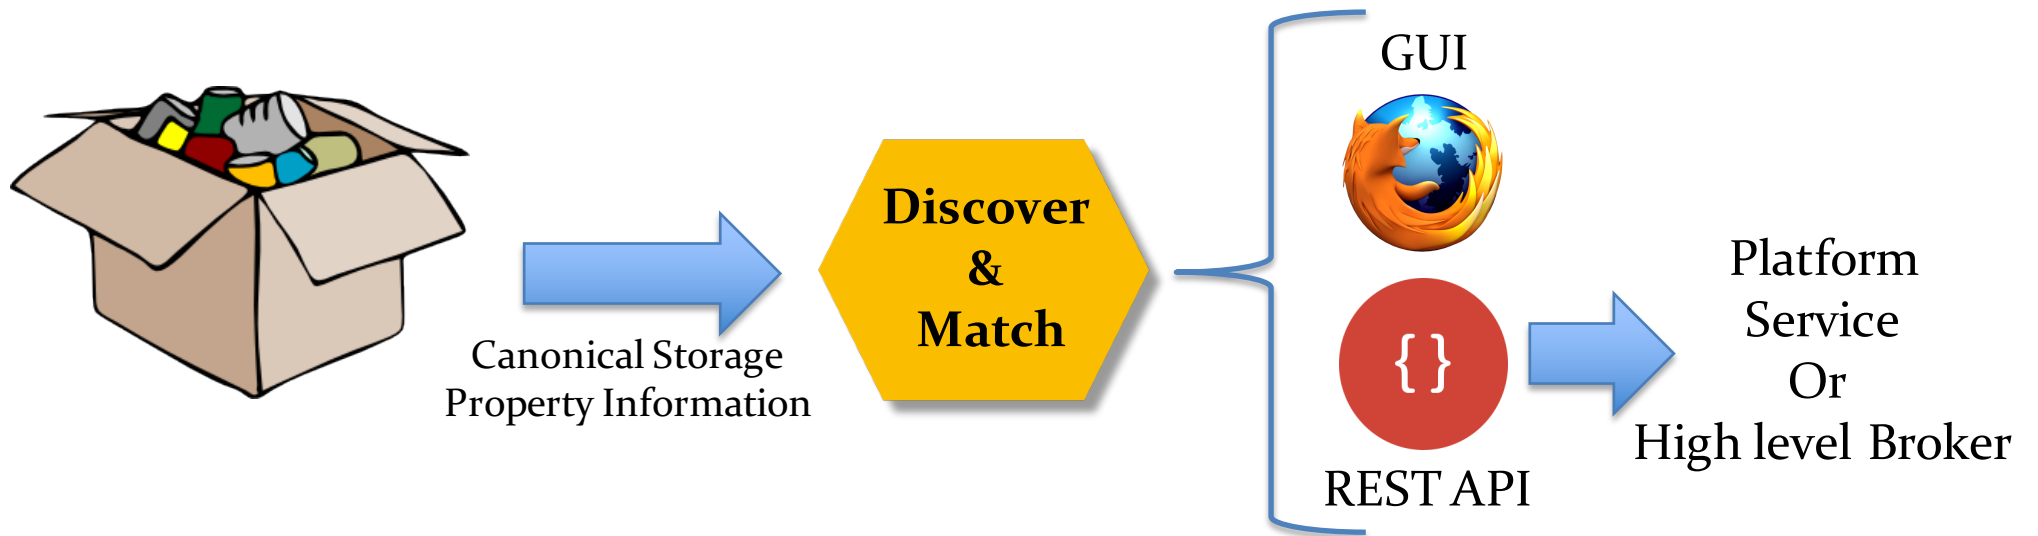 Canonical Storage
Property Information
Discover
&
Match
GUI
{ }
REST API
Platform
Service
Or
High level Broker